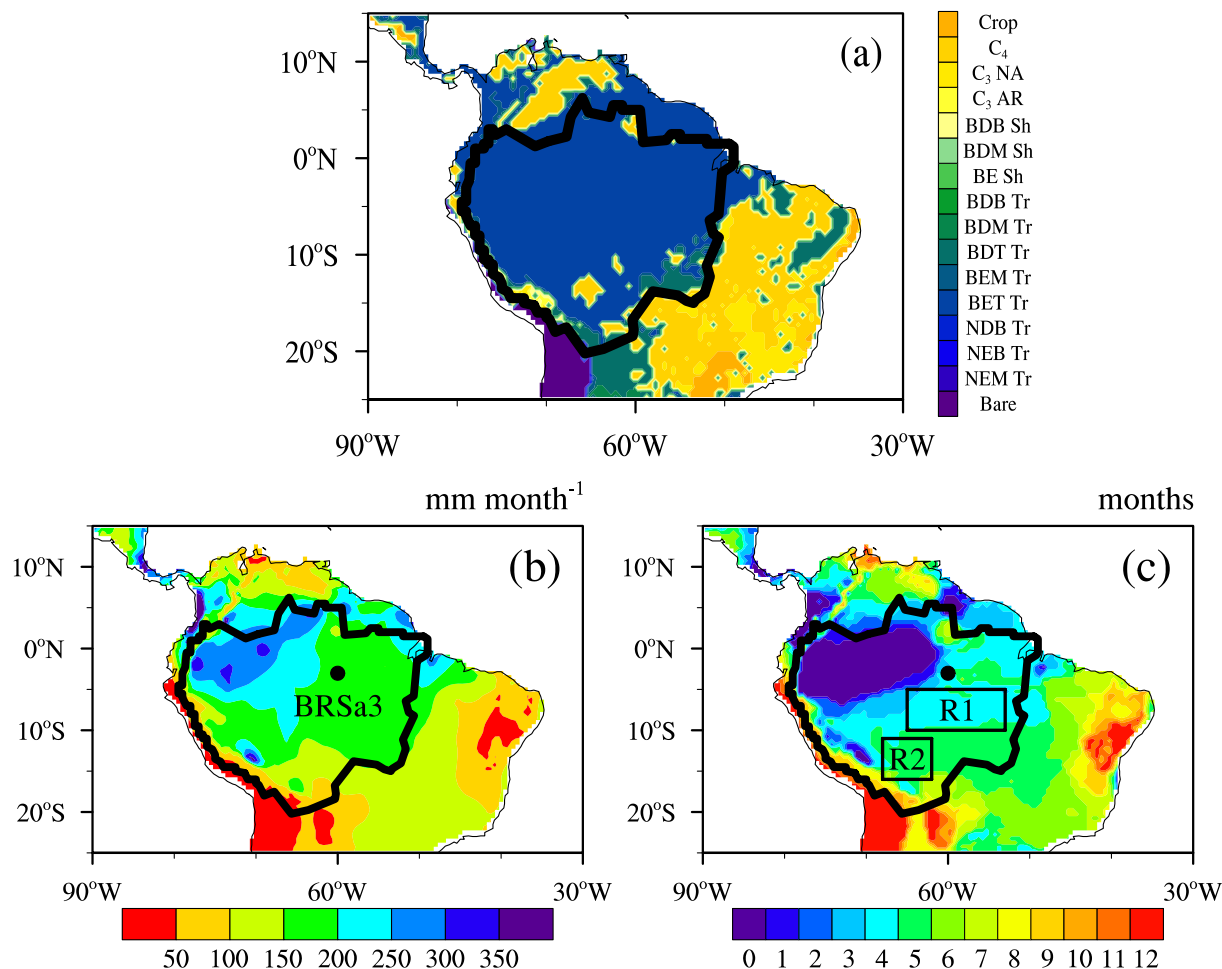 (a)
10°N
0°N
10°S
20°S
90°W
60°W
30°W
Crop
C₄
C₃ NA
C₃ AR
BDB Sh
BDM Sh
BE Sh
BDB Tr
BDM Tr
BDT Tr
BEM Tr
BET Tr
NDB Tr
NEB Tr
NEM Tr
Bare
mm month⁻¹
(b)
10°N
0°N
10°S
20°S
BRSa3
90°W
60°W
30°W
50 100 150 200 250 300 350
months
(c)
10°N
0°N
10°S
20°S
R1
R2
90°W
60°W
30°W
0 1 2 3 4 5 6 7 8 9 10 11 12